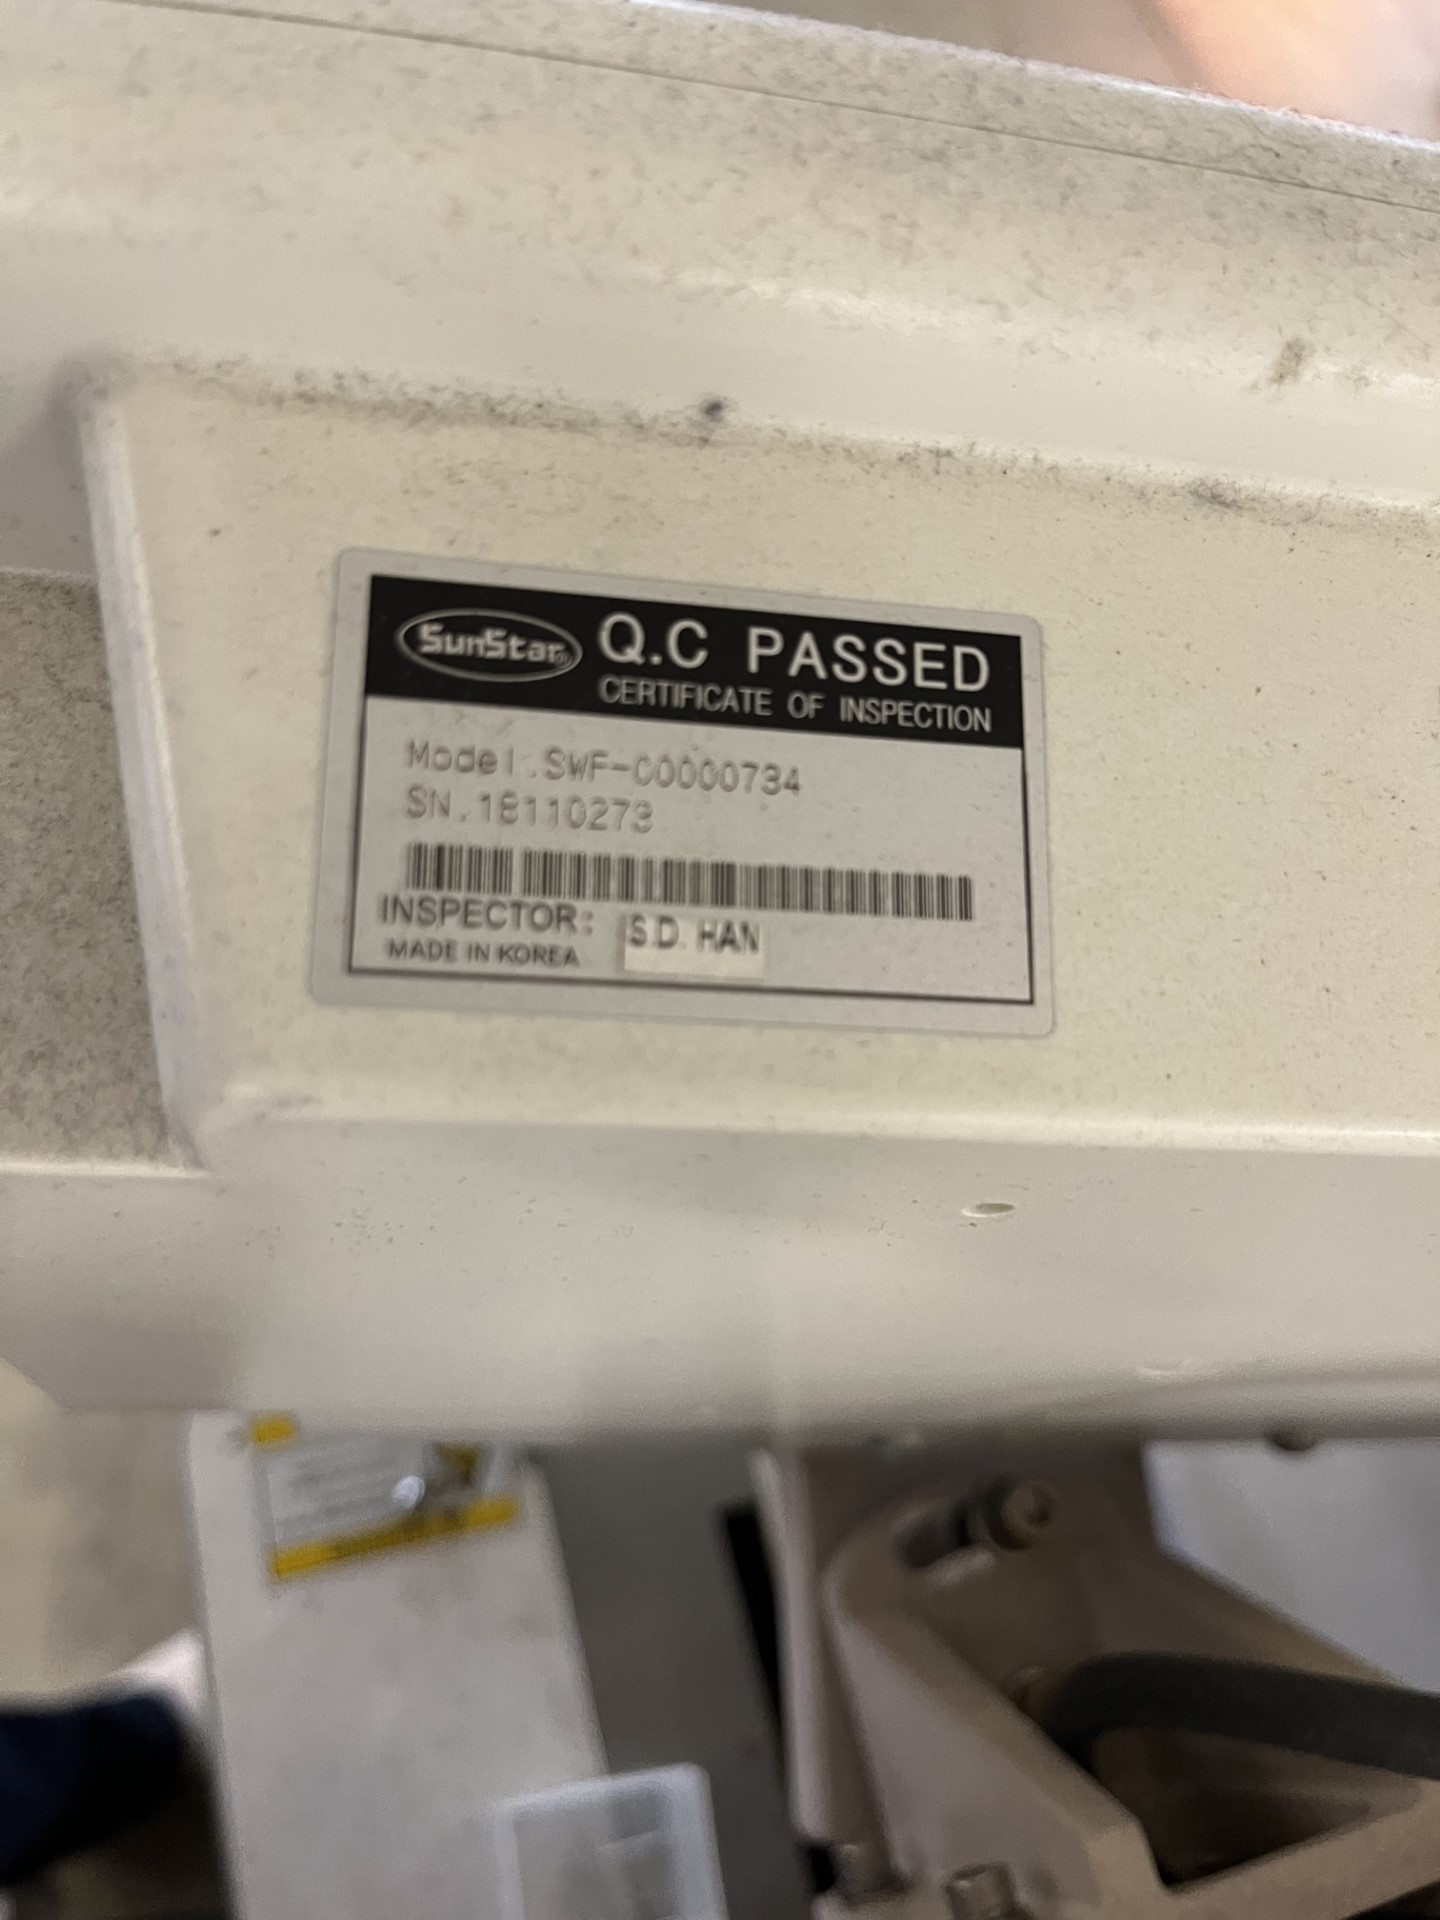 SunStar®
Q.C PASSED
CERTIFICATE OF INSPECTION
Model.SWF-C0000734
SN.18110273
INSPECTOR: S.D. HAN
MADE IN KOREA